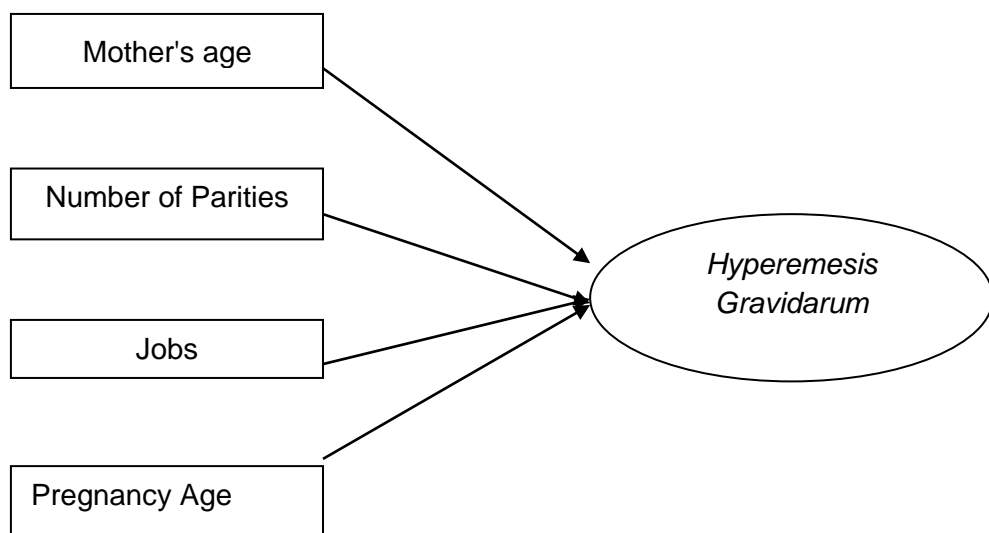 Mother's age
Number of Parities
Jobs
Pregnancy Age
Hyperemesis
Gravidarum